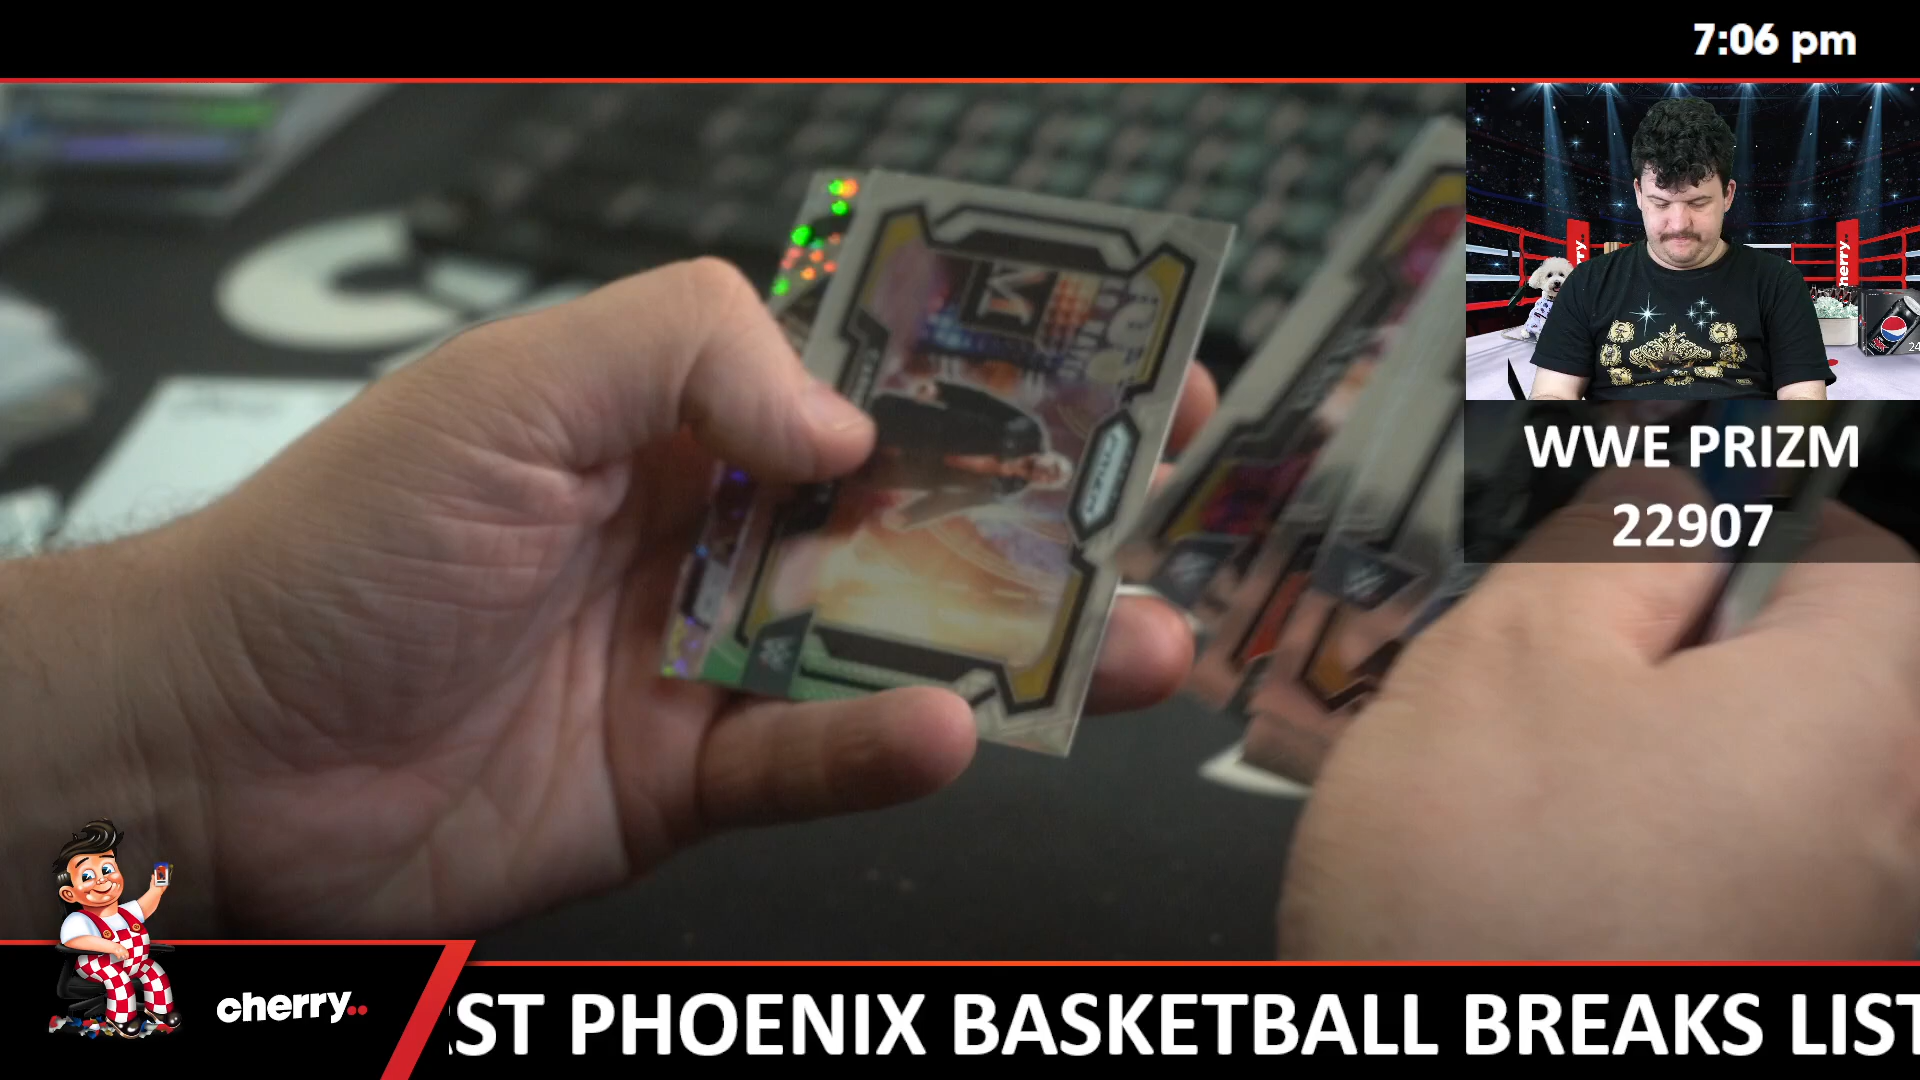 7:06 pm
WWE PRIZM
22907
cherry..
ST PHOENIX BASKETBALL BREAKS LIST